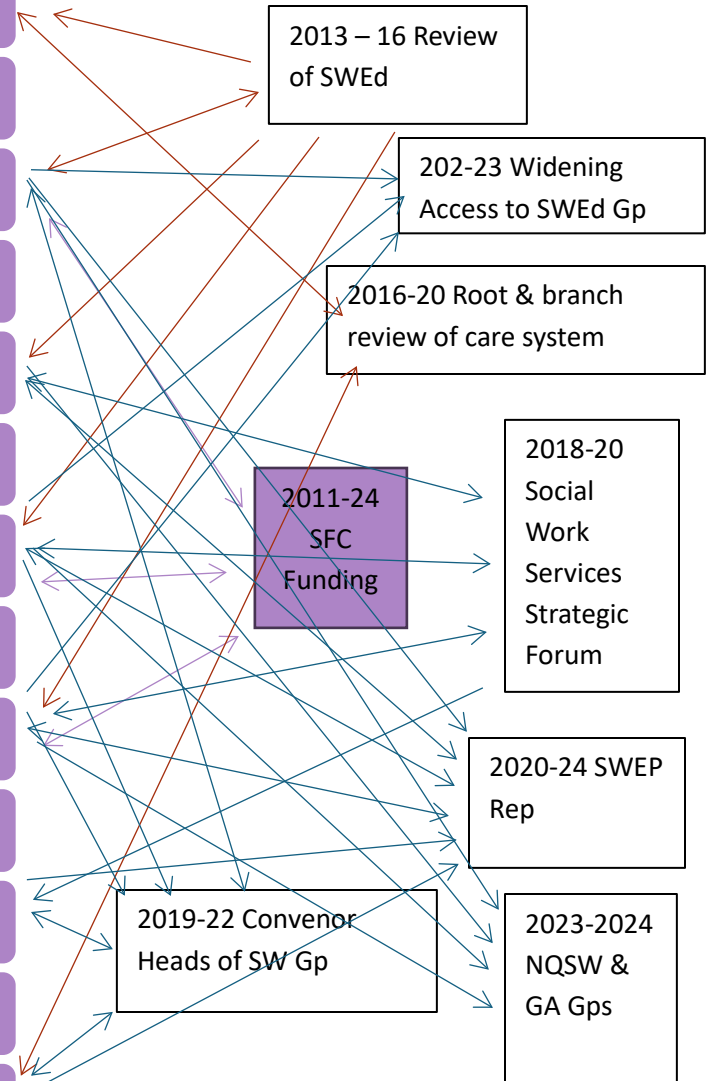 2013 – 16 Review
of SWEd
202-23 Widening
Access to SWEd Gp
2016-20 Root & branch
review of care system
2018-20
Social
Work
Services
Strategic
Forum
2011-24
SFC
Funding
2020-24 SWEP
Rep
2019-22 Convenor
Heads of SW Gp
2023-2024
NQSW &
GA Gps